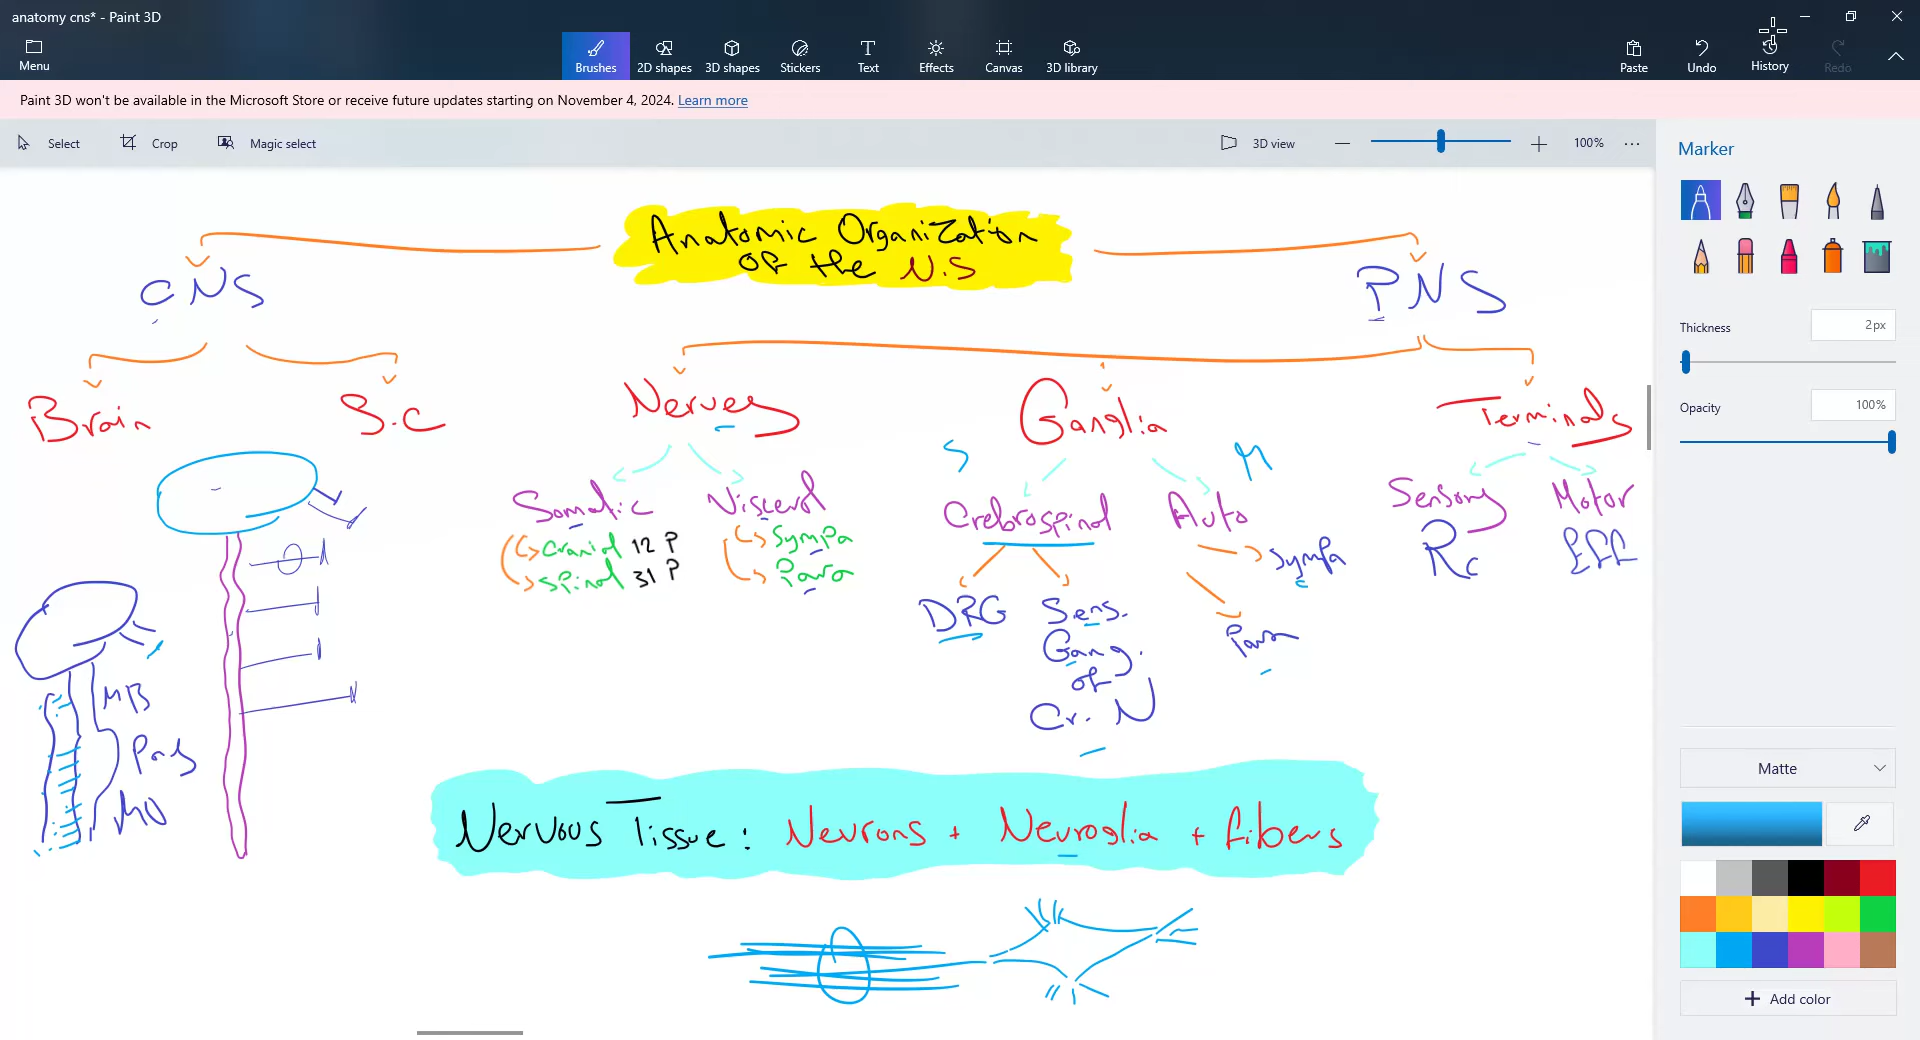 anatomy cns* - Paint 3D
Menu
Brushes
2D shapes
3D shapes
Stickers
Text
Effects
Canvas
3D library
Paste
Undo
History
Redo
Paint 3D won't be available in the Microsoft Store or receive future updates starting on November 4, 2024. Learn more
Select
Crop
Magic select
3D view
100%
Marker
Thickness
2px
Opacity
100%
Matte
Add color
Anatomic Organization
of the N.S
CNS
PNS
Brain
S.C
Nerves
Ganglia
Terminals
S
M
Somatic
Visceral
Crebrospinal
Auto
Sensory
Motor
Cranial 12 P
Spinal 31 P
Sympa
Para
Sympa
Para
Rc
Eff
DRG
Sens.
Gang.
of
Cr. N
MB
Pons
MO
Nervous Tissue: Neurons + Neuroglia + fibers